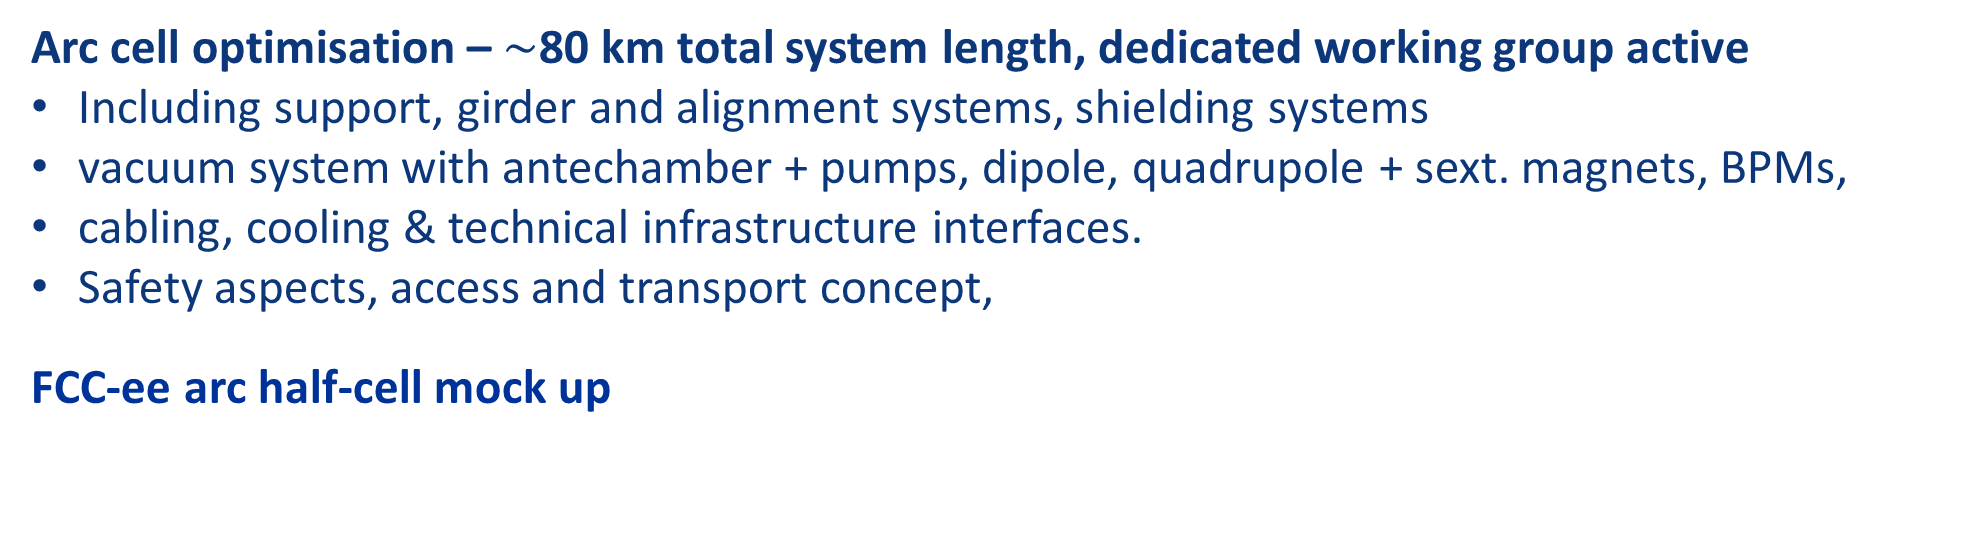 Arc cell optimisation – ~80 km total system length, dedicated working group active
• Including support, girder and alignment systems, shielding systems
• vacuum system with antechamber + pumps, dipole, quadrupole + sext. magnets, BPMs,
• cabling, cooling & technical infrastructure interfaces.
• Safety aspects, access and transport concept,
FCC-ee arc half-cell mock up